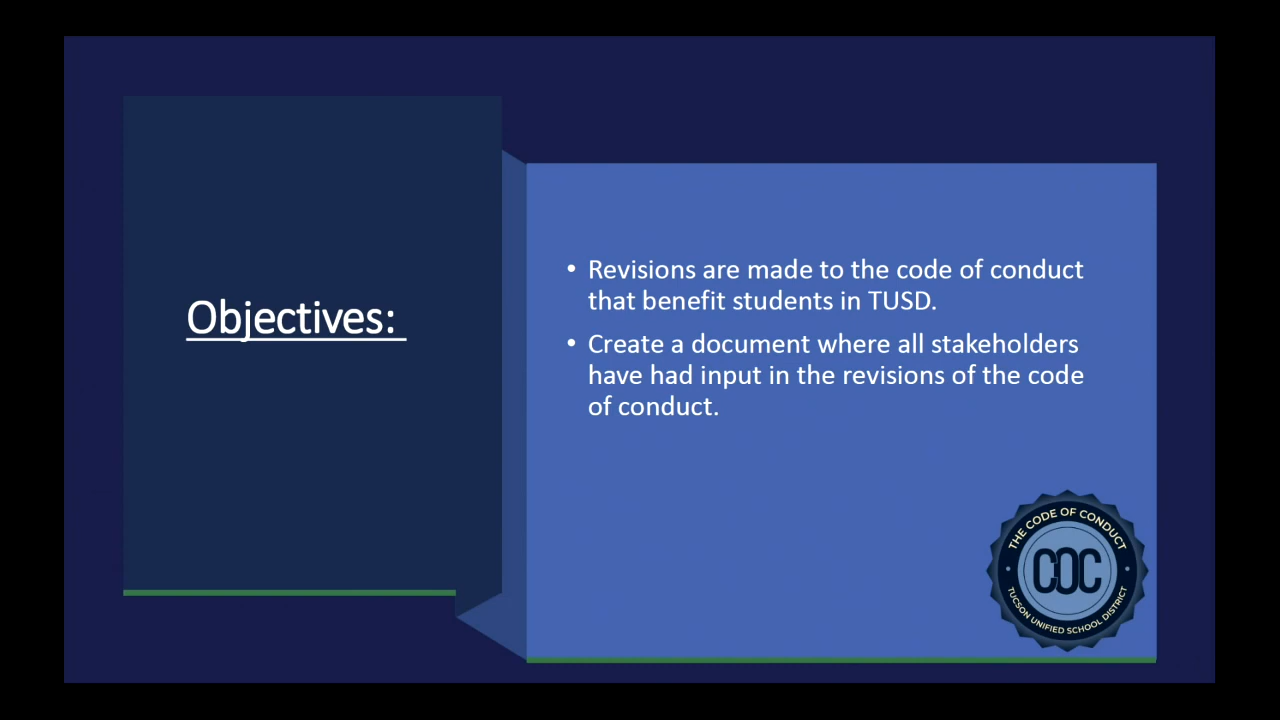 Objectives:
• Revisions are made to the code of conduct
that benefit students in TUSD.
• Create a document where all stakeholders
have had input in the revisions of the code
of conduct.
THE CODE OF CONDUCT
COC
TUCSON UNIFIED SCHOOL DISTRICT